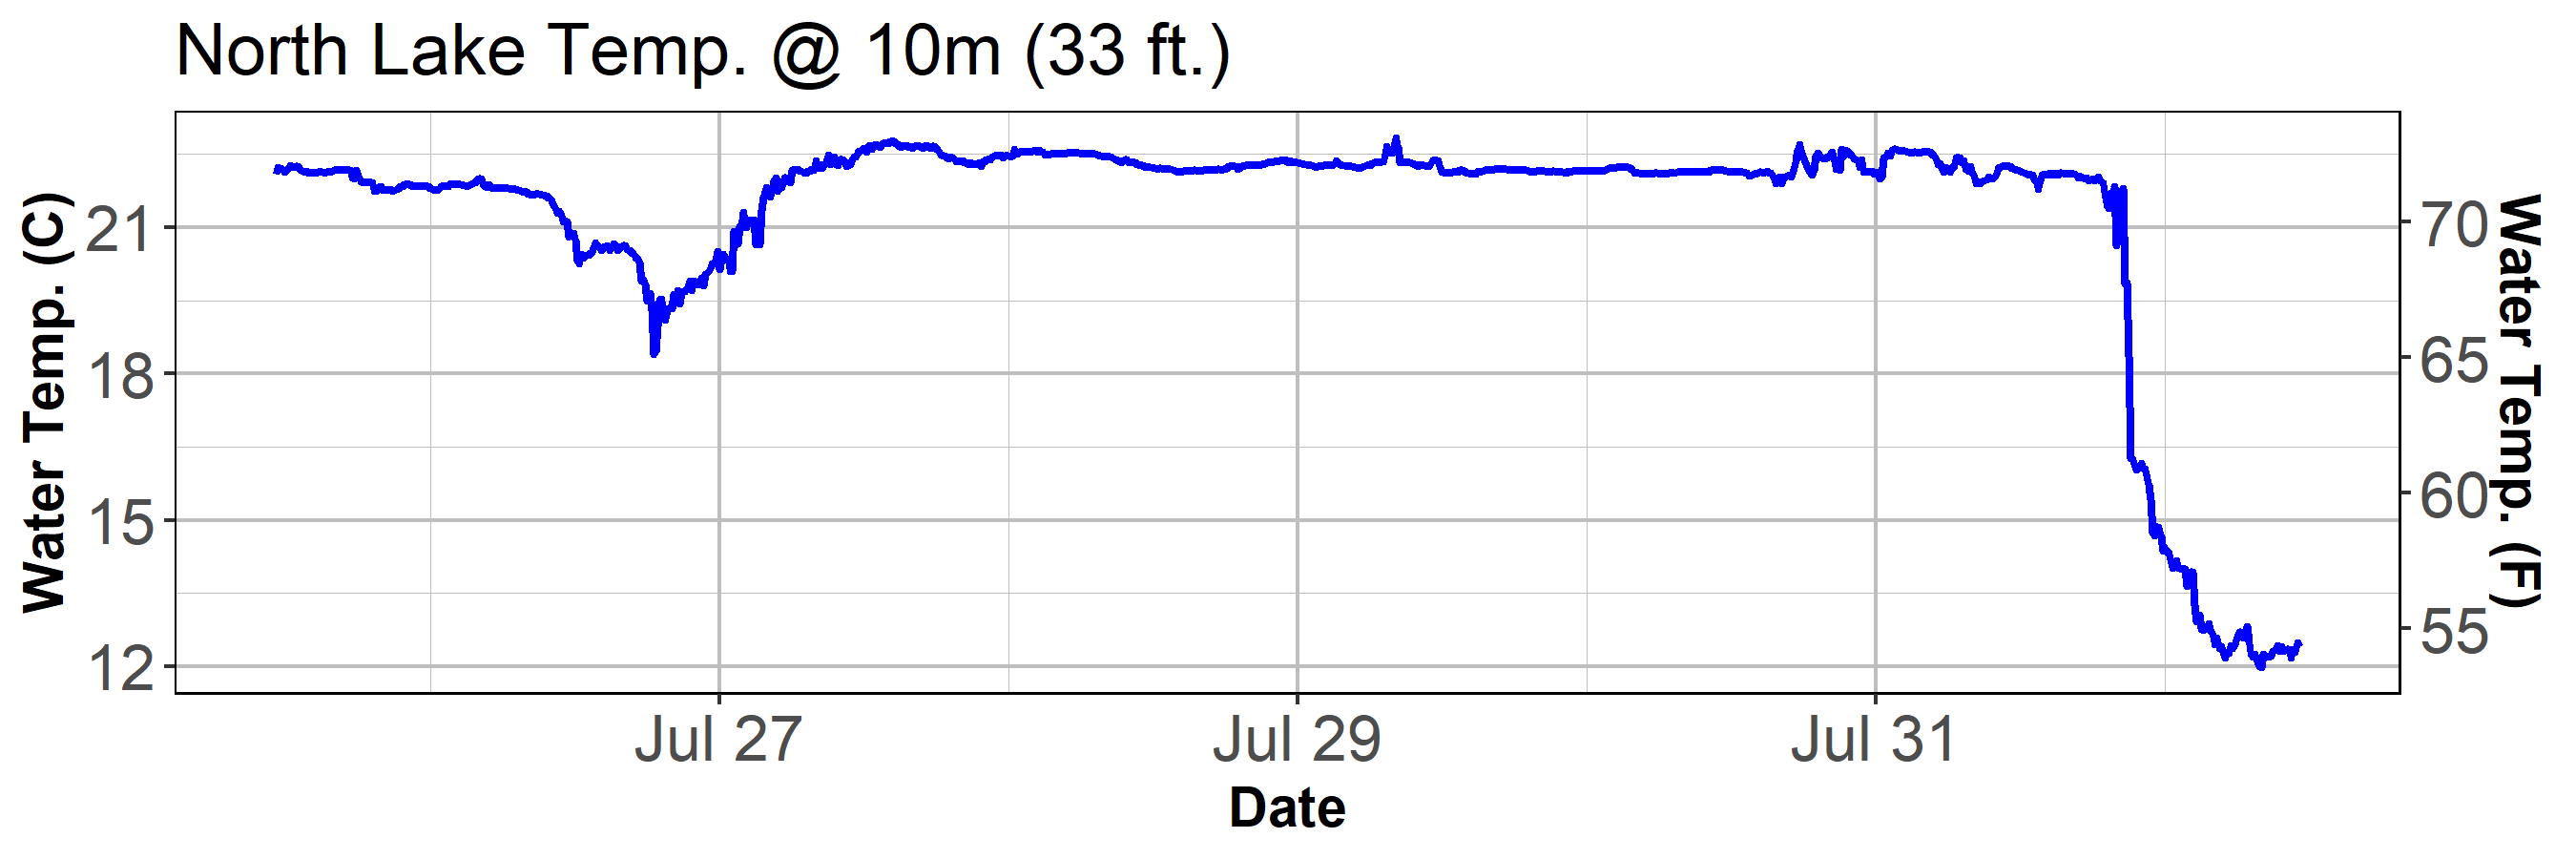 North Lake Temp. @ 10m (33 ft.)
Water Temp. (C)
21
18
15
12
70
65
60
55
Water Temp. (F)
Jul 27
Jul 29
Jul 31
Date